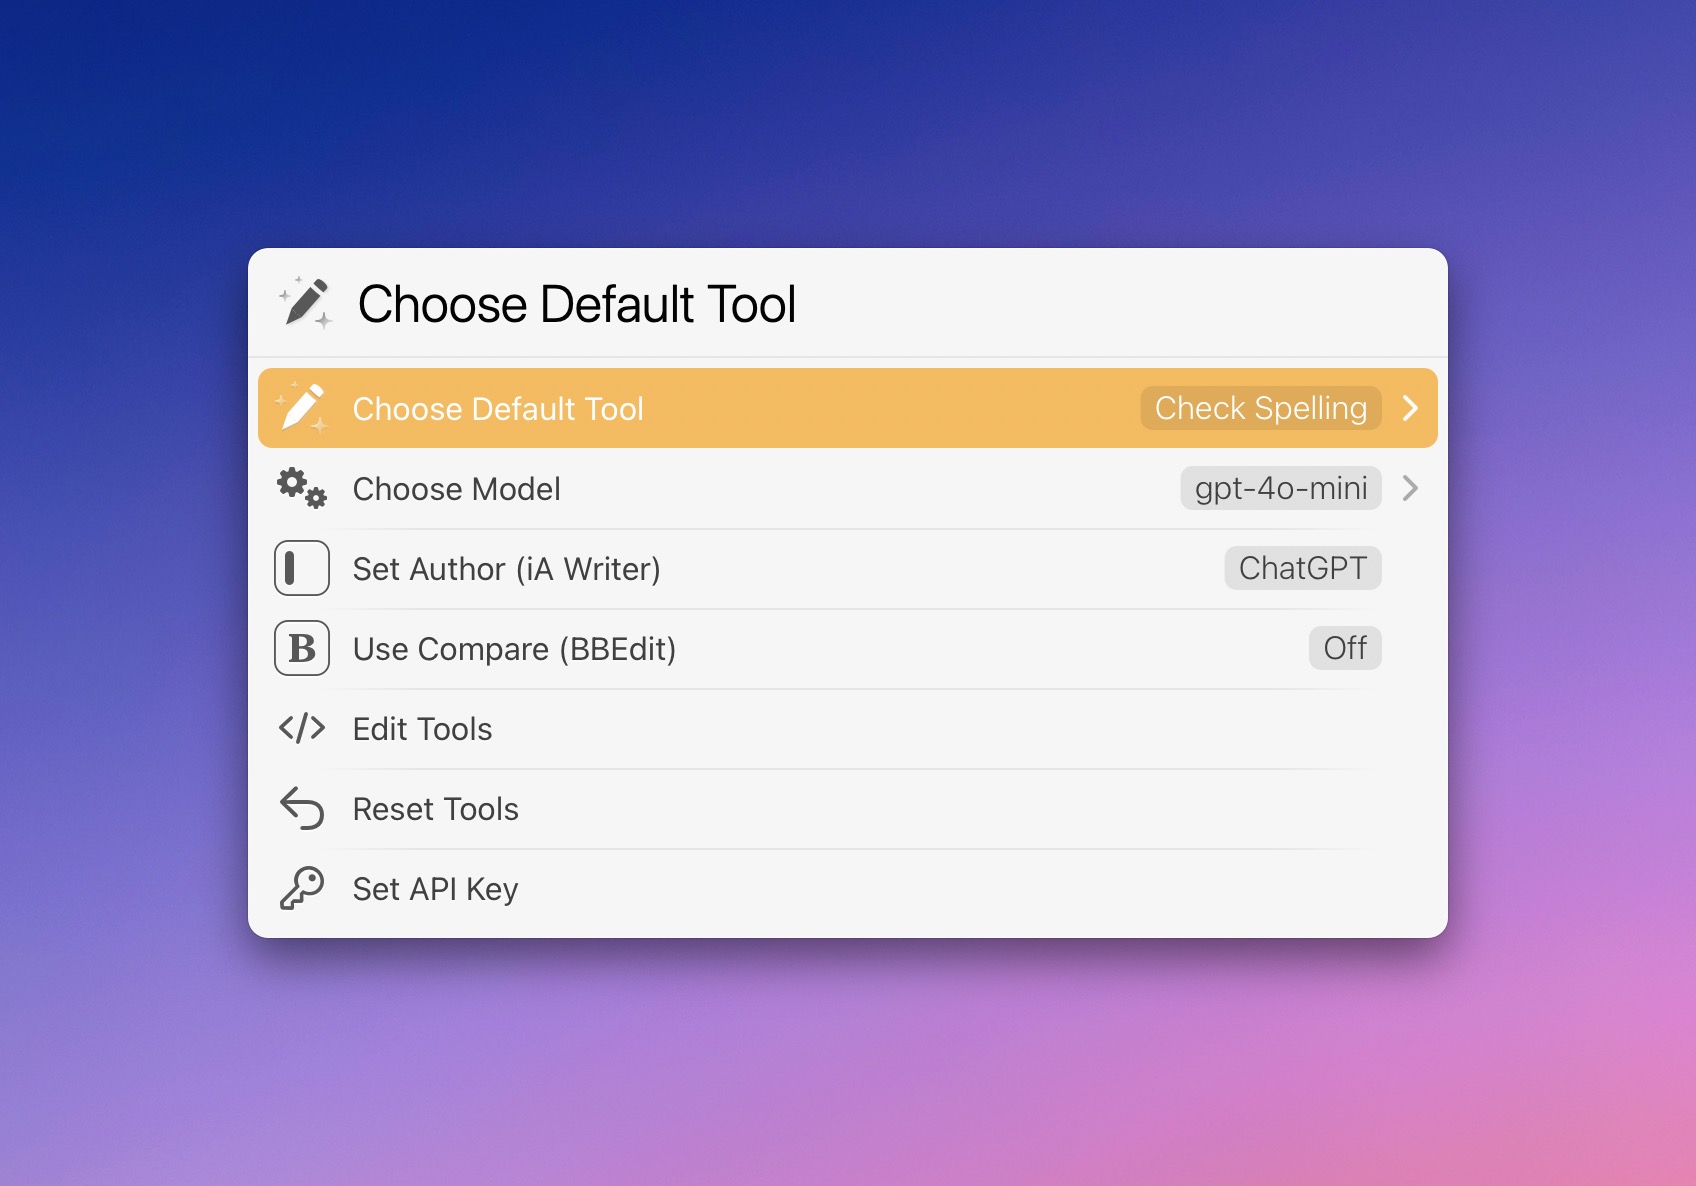 Choose Default Tool
Choose Default Tool Check Spelling
Choose Model gpt-4o-mini
Set Author (iA Writer) ChatGPT
B Use Compare (BBEdit) Off
</> Edit Tools
Reset Tools
Set API Key